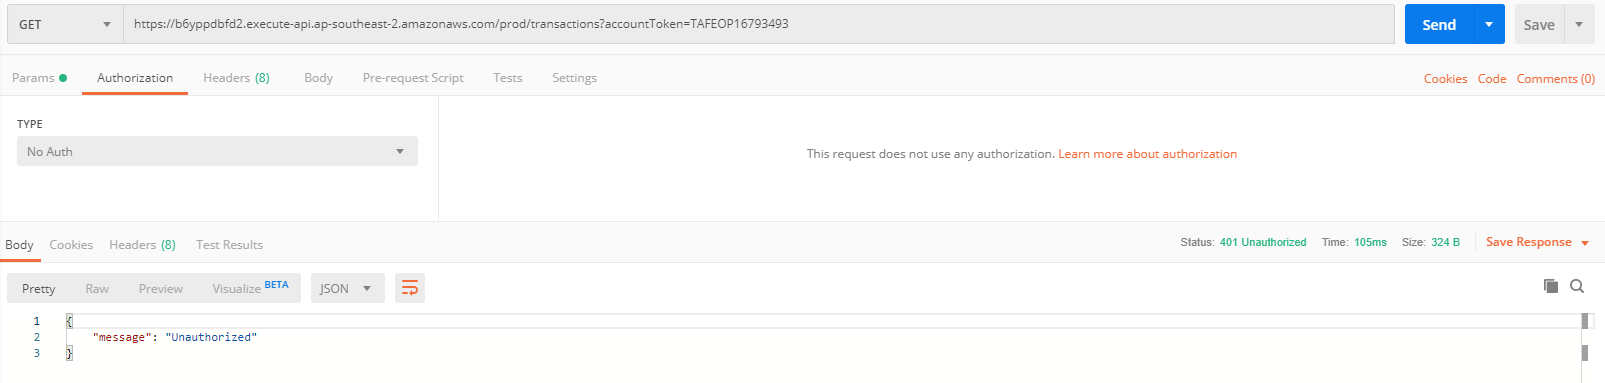 GET https://b6yppdbfd2.execute-api.ap-southeast-2.amazonaws.com/prod/transactions?accountToken=TAFEOP16793493 Send Save
Params Authorization Headers (8) Body Pre-request Script Tests Settings Cookies Code Comments (0)
TYPE
No Auth
This request does not use any authorization. Learn more about authorization
Body Cookies Headers (8) Test Results Status: 401 Unauthorized Time: 105ms Size: 324 B Save Response
Pretty Raw Preview Visualize BETA JSON
1 {
2 "message": "Unauthorized"
3 }